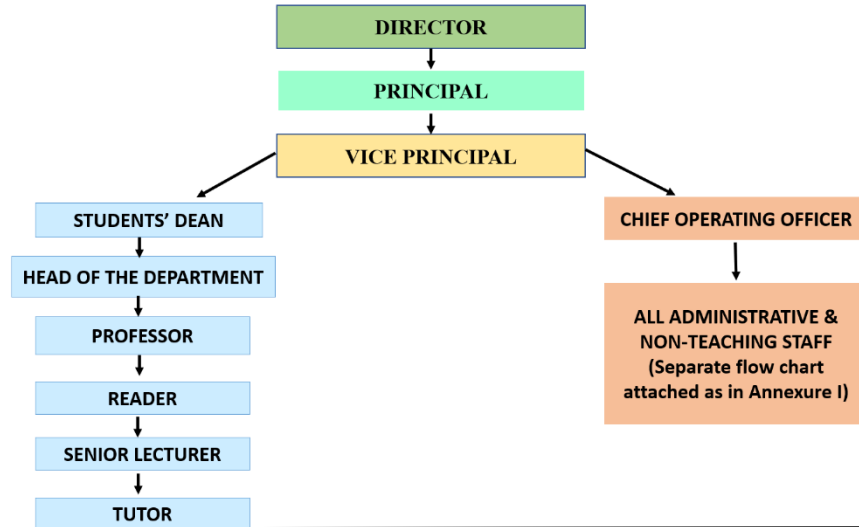 DIRECTOR
PRINCIPAL
VICE PRINCIPAL
STUDENTS’ DEAN
HEAD OF THE DEPARTMENT
PROFESSOR
READER
SENIOR LECTURER
TUTOR
CHIEF OPERATING OFFICER
ALL ADMINISTRATIVE &
NON-TEACHING STAFF
(Separate flow chart
attached as in Annexure I)